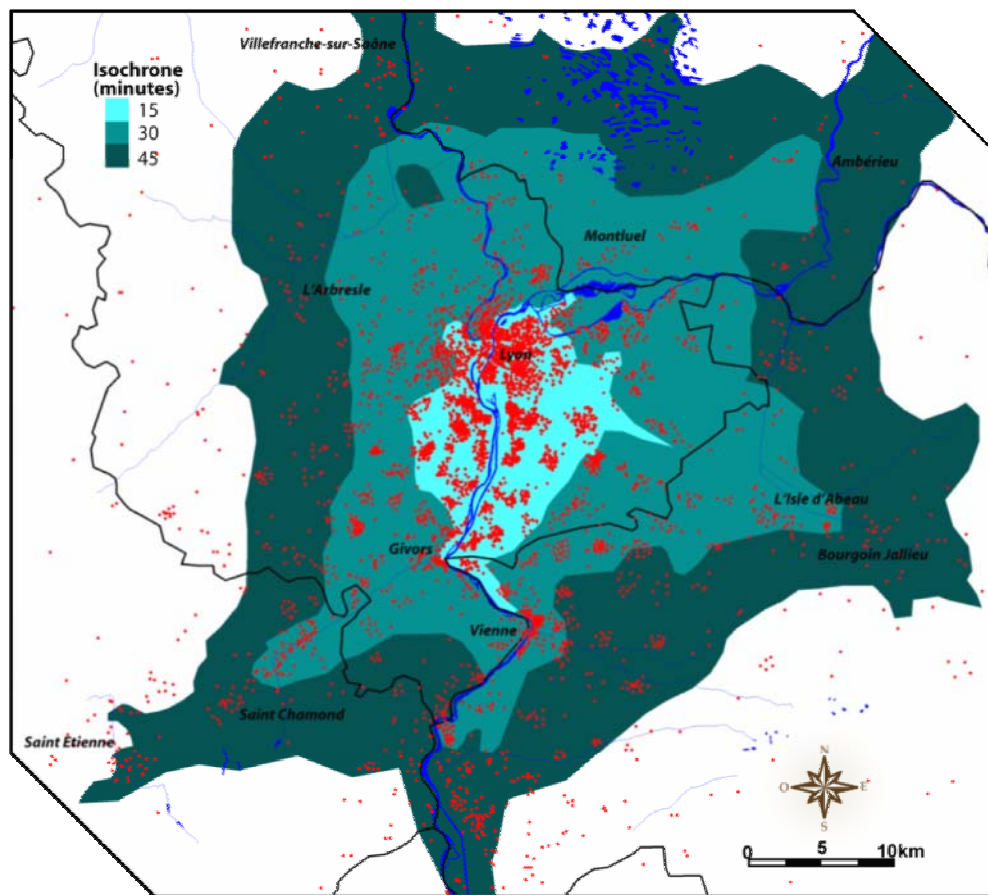 Villefranche-sur-Saône
Isochrone
(minutes)
15
30
45
Ambérieu
Montluel
L'Arbresle
Lyon
L'Isle d'Abeau
Givors
Bourgoin Jallieu
Vienne
Saint Chamond
Saint Etienne
N
O E
S
0 5 10km